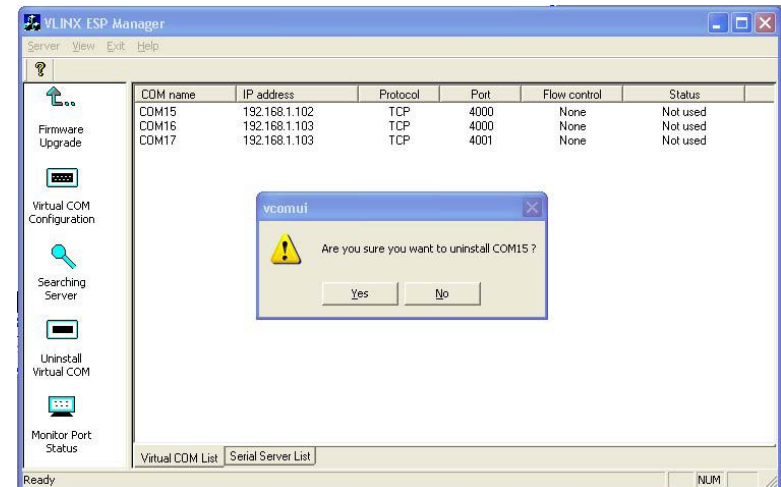 VLINX ESP Manager
Server View Exit Help
Firmware
Upgrade
Virtual COM
Configuration
Searching
Server
Uninstall
Virtual COM
Monitor Port
Status
COM name IP address Protocol Port Flow control Status
COM15 192.168.1.102 TCP 4000 None Not used
COM16 192.168.1.103 TCP 4000 None Not used
COM17 192.168.1.103 TCP 4001 None Not used
vcomui
Are you sure you want to uninstall COM15 ?
Yes No
Virtual COM List Serial Server List
Ready NUM